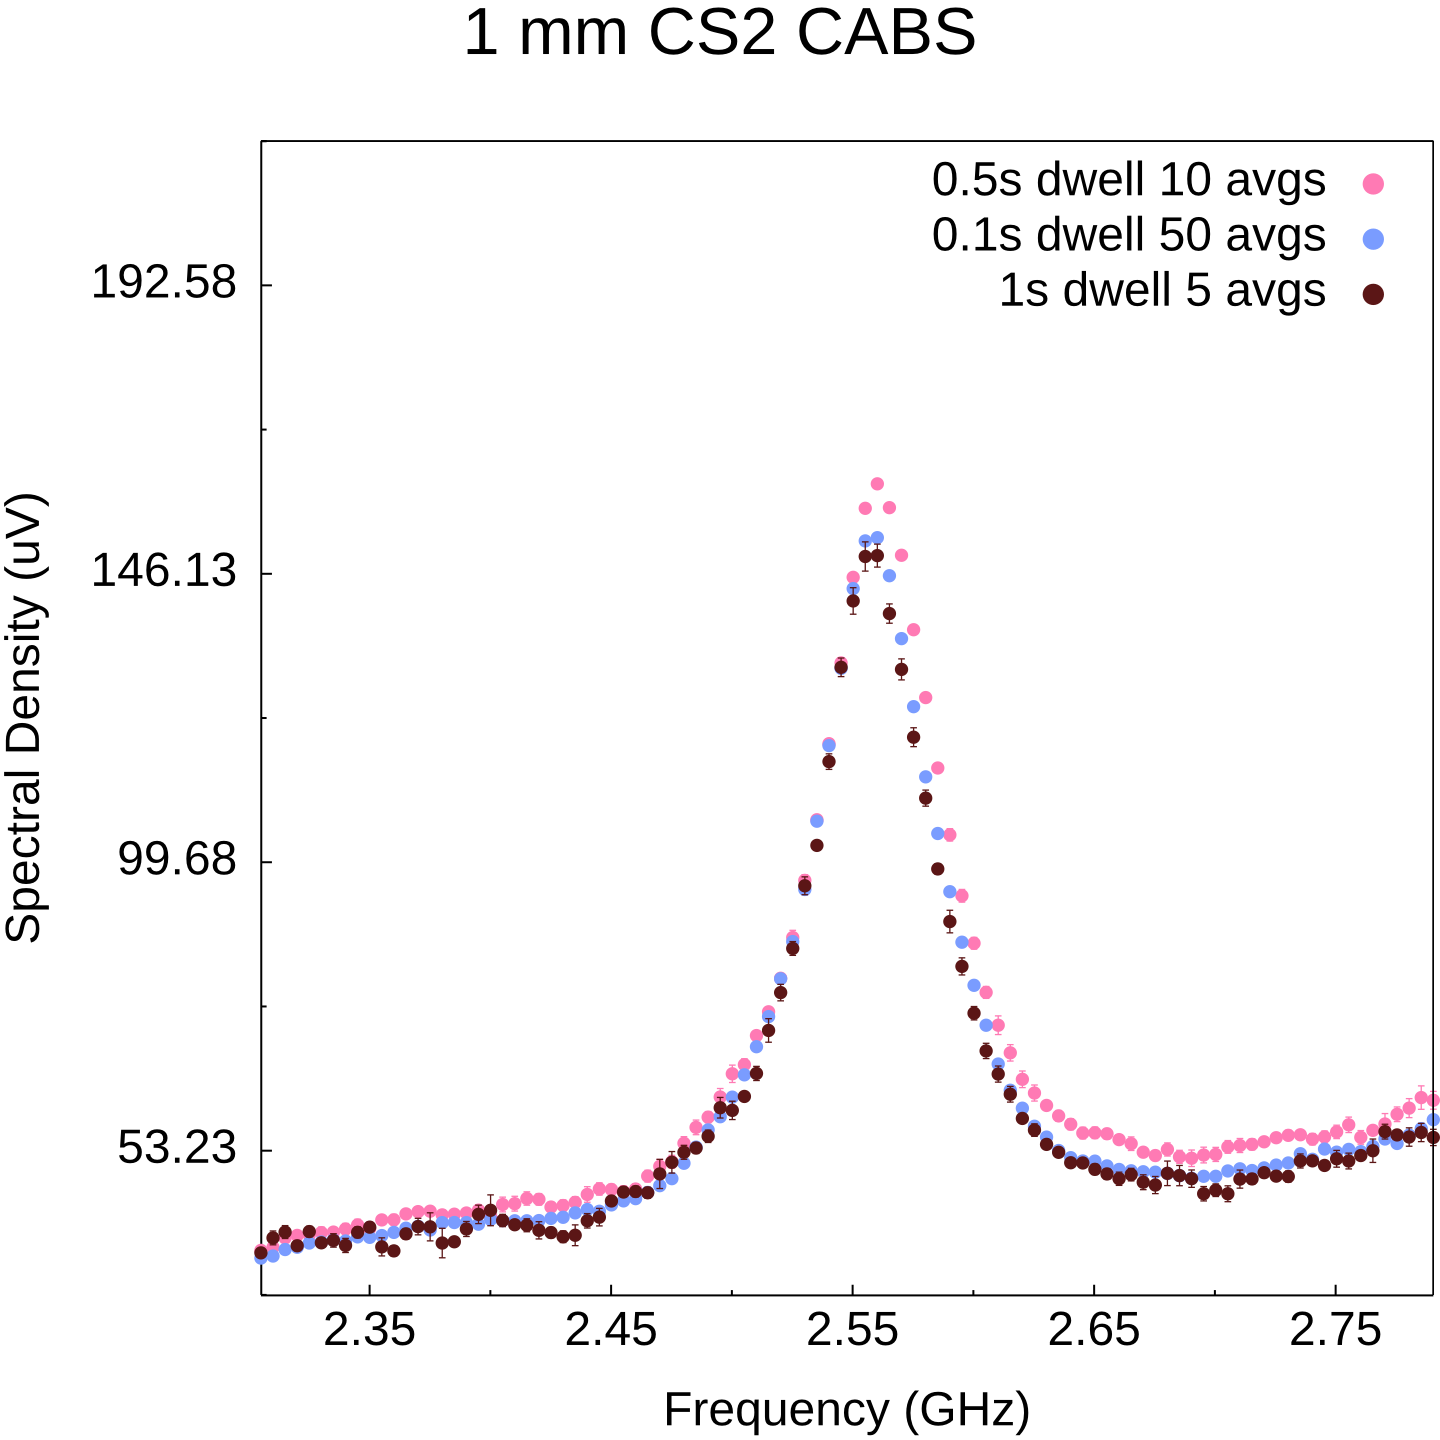 1 mm CS2 CABS
0.5s dwell 10 avgs
0.1s dwell 50 avgs
1s dwell 5 avgs
192.58
146.13
99.68
53.23
Spectral Density (uV)
2.35 2.45 2.55 2.65 2.75
Frequency (GHz)